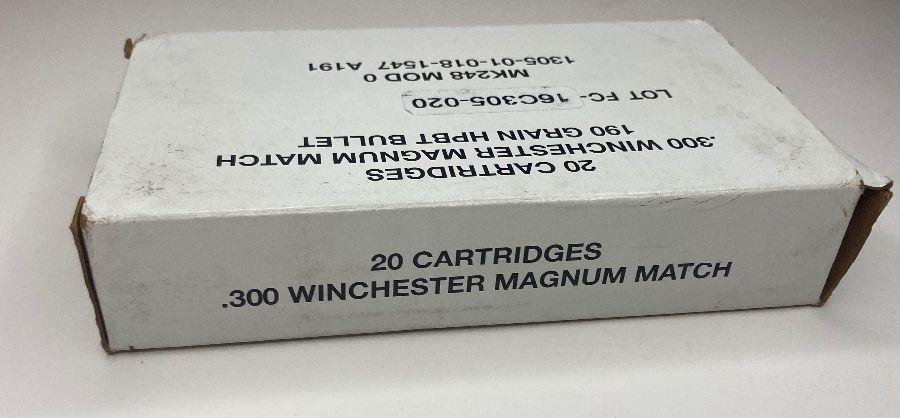 20 CARTRIDGES
.300 WINCHESTER MAGNUM MATCH
190 GRAIN HPBT BULLET
LOT FC-16C305-020
MK248 MOD 0
1305-01-018-1547 A191
20 CARTRIDGES
.300 WINCHESTER MAGNUM MATCH